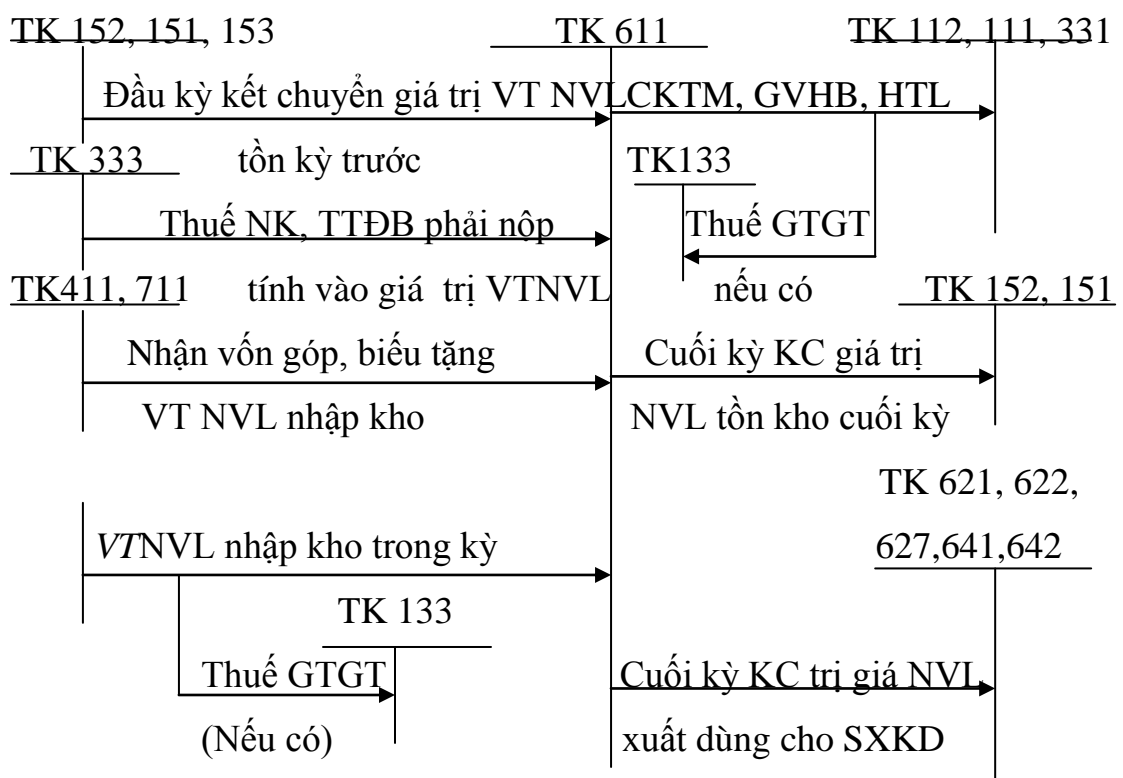 TK 152, 151, 153 TK 611 TK 112, 111, 331
Đầu kỳ kết chuyển giá trị VT NVLCKTM, GVHB, HTL
TK 333 tồn kỳ trước TK133
Thuế NK, TTĐB phải nộp Thuế GTGT
TK411, 711 tính vào giá trị VTNVL nếu có TK 152, 151
Nhận vốn góp, biếu tặng Cuối kỳ KC giá trị
VT NVL nhập kho NVL tồn kho cuối kỳ
TK 621, 622,
VTNVL nhập kho trong kỳ 627,641,642
TK 133
Thuế GTGT Cuối kỳ KC trị giá NVL
(Nếu có) xuất dùng cho SXKD